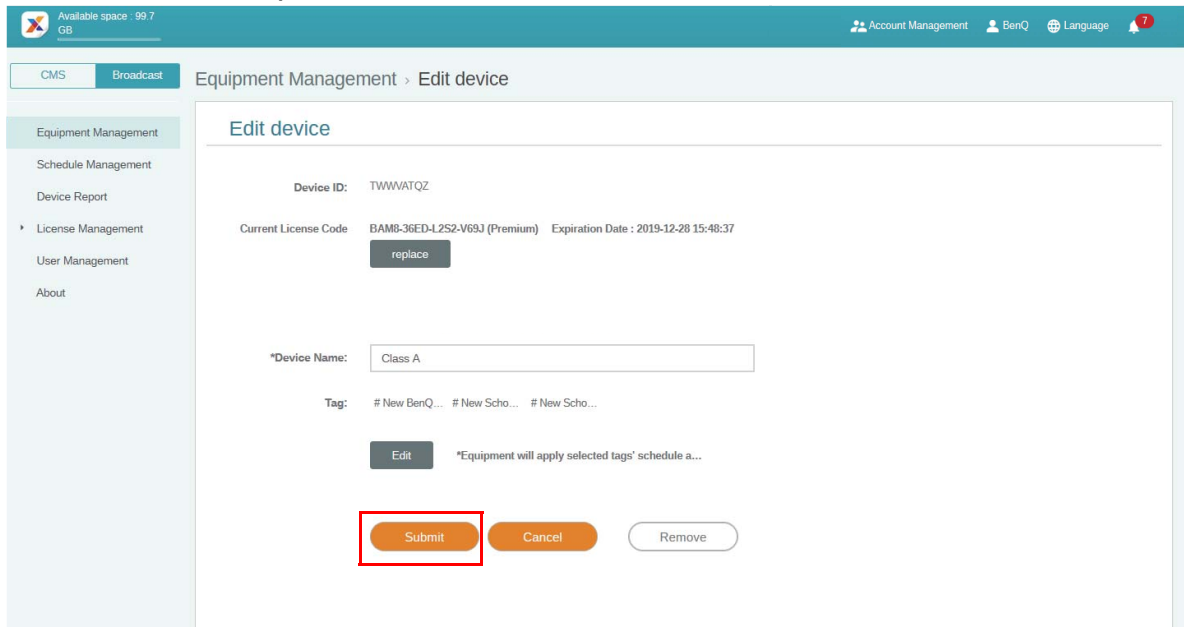 Available space : 99.7
GB
Account Management BenQ Language 7
CMS Broadcast
Equipment Management › Edit device
Equipment Management
Schedule Management
Device Report
License Management
User Management
About
Edit device
Device ID: TWWVATQZ
Current License Code BAM8-36ED-L2S2-V69J (Premium) Expiration Date : 2019-12-28 15:48:37
replace
*Device Name: Class A
Tag: # New BenQ... # New Scho... # New Scho...
Edit *Equipment will apply selected tags' schedule a...
Submit Cancel Remove